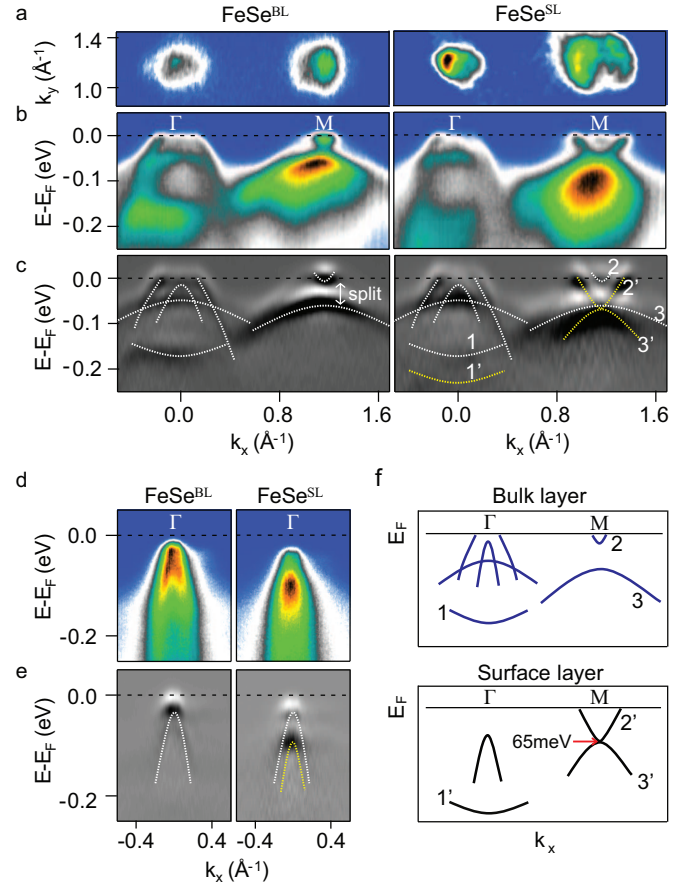 a
FeSe^BL
FeSe^SL
k_y (Å^-1)
1.4
1.2
1.0
b
Γ
M
Γ
M
E-E_F (eV)
0.0
-0.1
-0.2
c
E-E_F (eV)
0.0
-0.1
-0.2
split
1
1'
2
2'
3
3'
0.0
0.8
1.6
0.0
0.8
1.6
k_x (Å^-1)
k_x (Å^-1)
d
FeSe^BL
FeSe^SL
Γ
Γ
E-E_F (eV)
0.0
-0.2
e
E-E_F (eV)
0.0
-0.2
-0.4
0.4
-0.4
0.4
k_x (Å^-1)
f
Bulk layer
E_F
Γ
M
1
2
3
Surface layer
E_F
Γ
M
65meV
1'
2'
3'
k_x